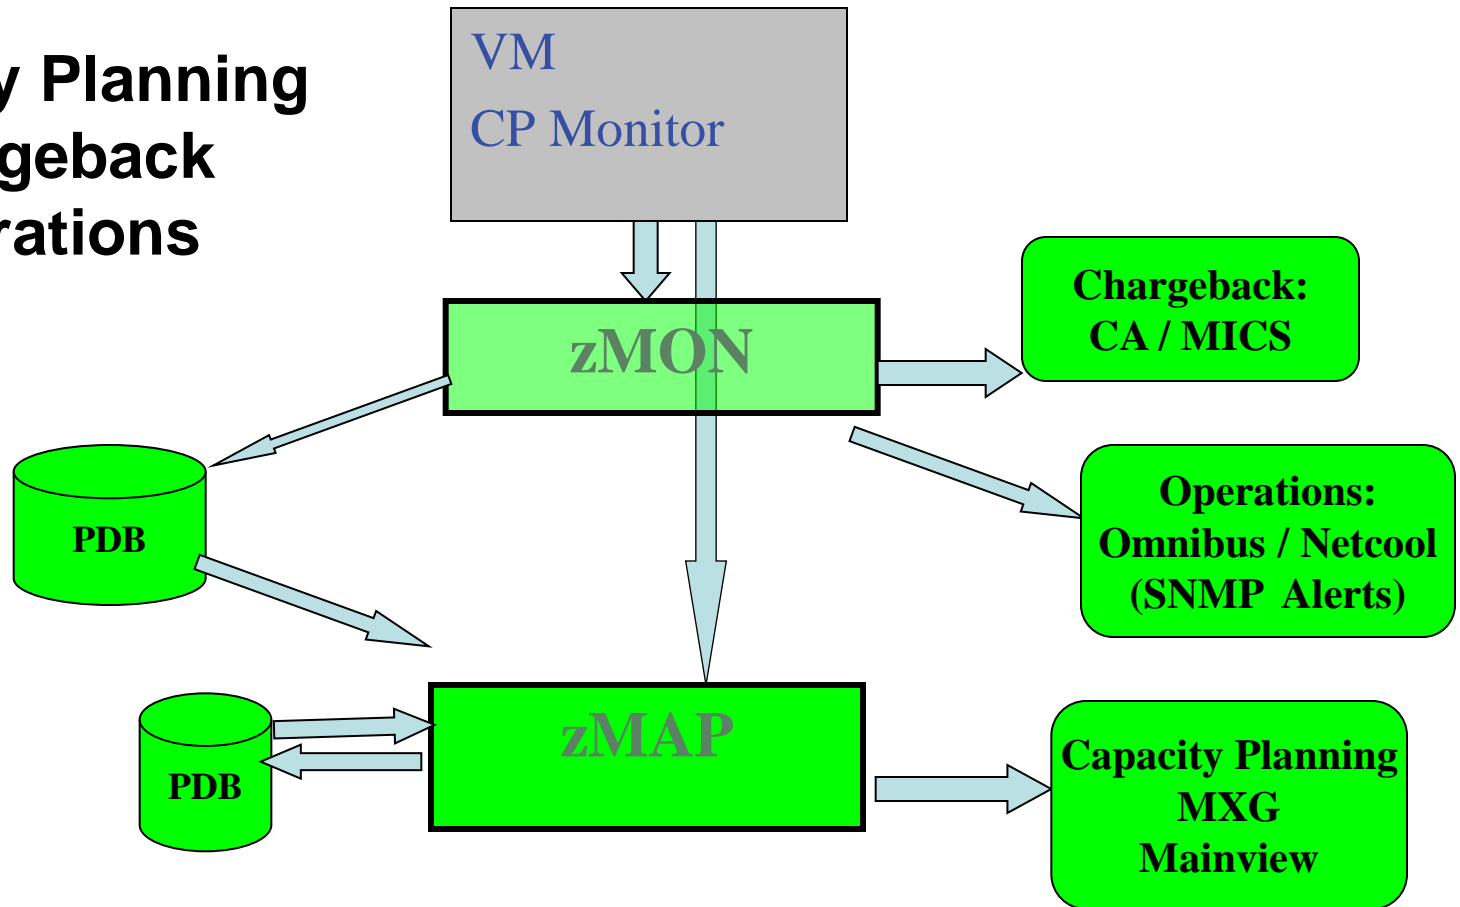 y Planning
geback
rations
VM
CP Monitor
zMON
Chargeback:
CA / MICS
Operations:
Omnibus / Netcool
(SNMP Alerts)
PDB
zMAP
PDB
Capacity Planning
MXG
Mainview